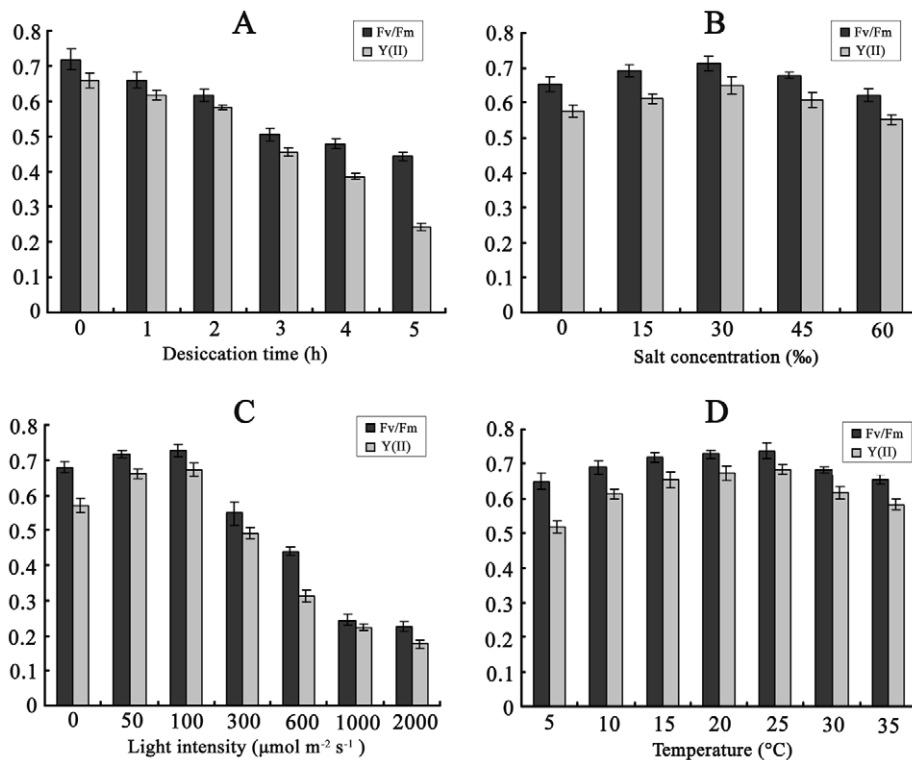 A
Fv/Fm
Y(II)
0.8
0.7
0.6
0.5
0.4
0.3
0.2
0.1
0
0 1 2 3 4 5
Desiccation time (h)
B
Fv/Fm
Y(II)
0.8
0.7
0.6
0.5
0.4
0.3
0.2
0.1
0
0 15 30 45 60
Salt concentration (‰)
C
Fv/Fm
Y(II)
0.8
0.7
0.6
0.5
0.4
0.3
0.2
0.1
0
0 50 100 300 600 1000 2000
Light intensity (μmol m⁻² s⁻¹)
D
Fv/Fm
Y(II)
0.8
0.7
0.6
0.5
0.4
0.3
0.2
0.1
0
5 10 15 20 25 30 35
Temperature (°C)